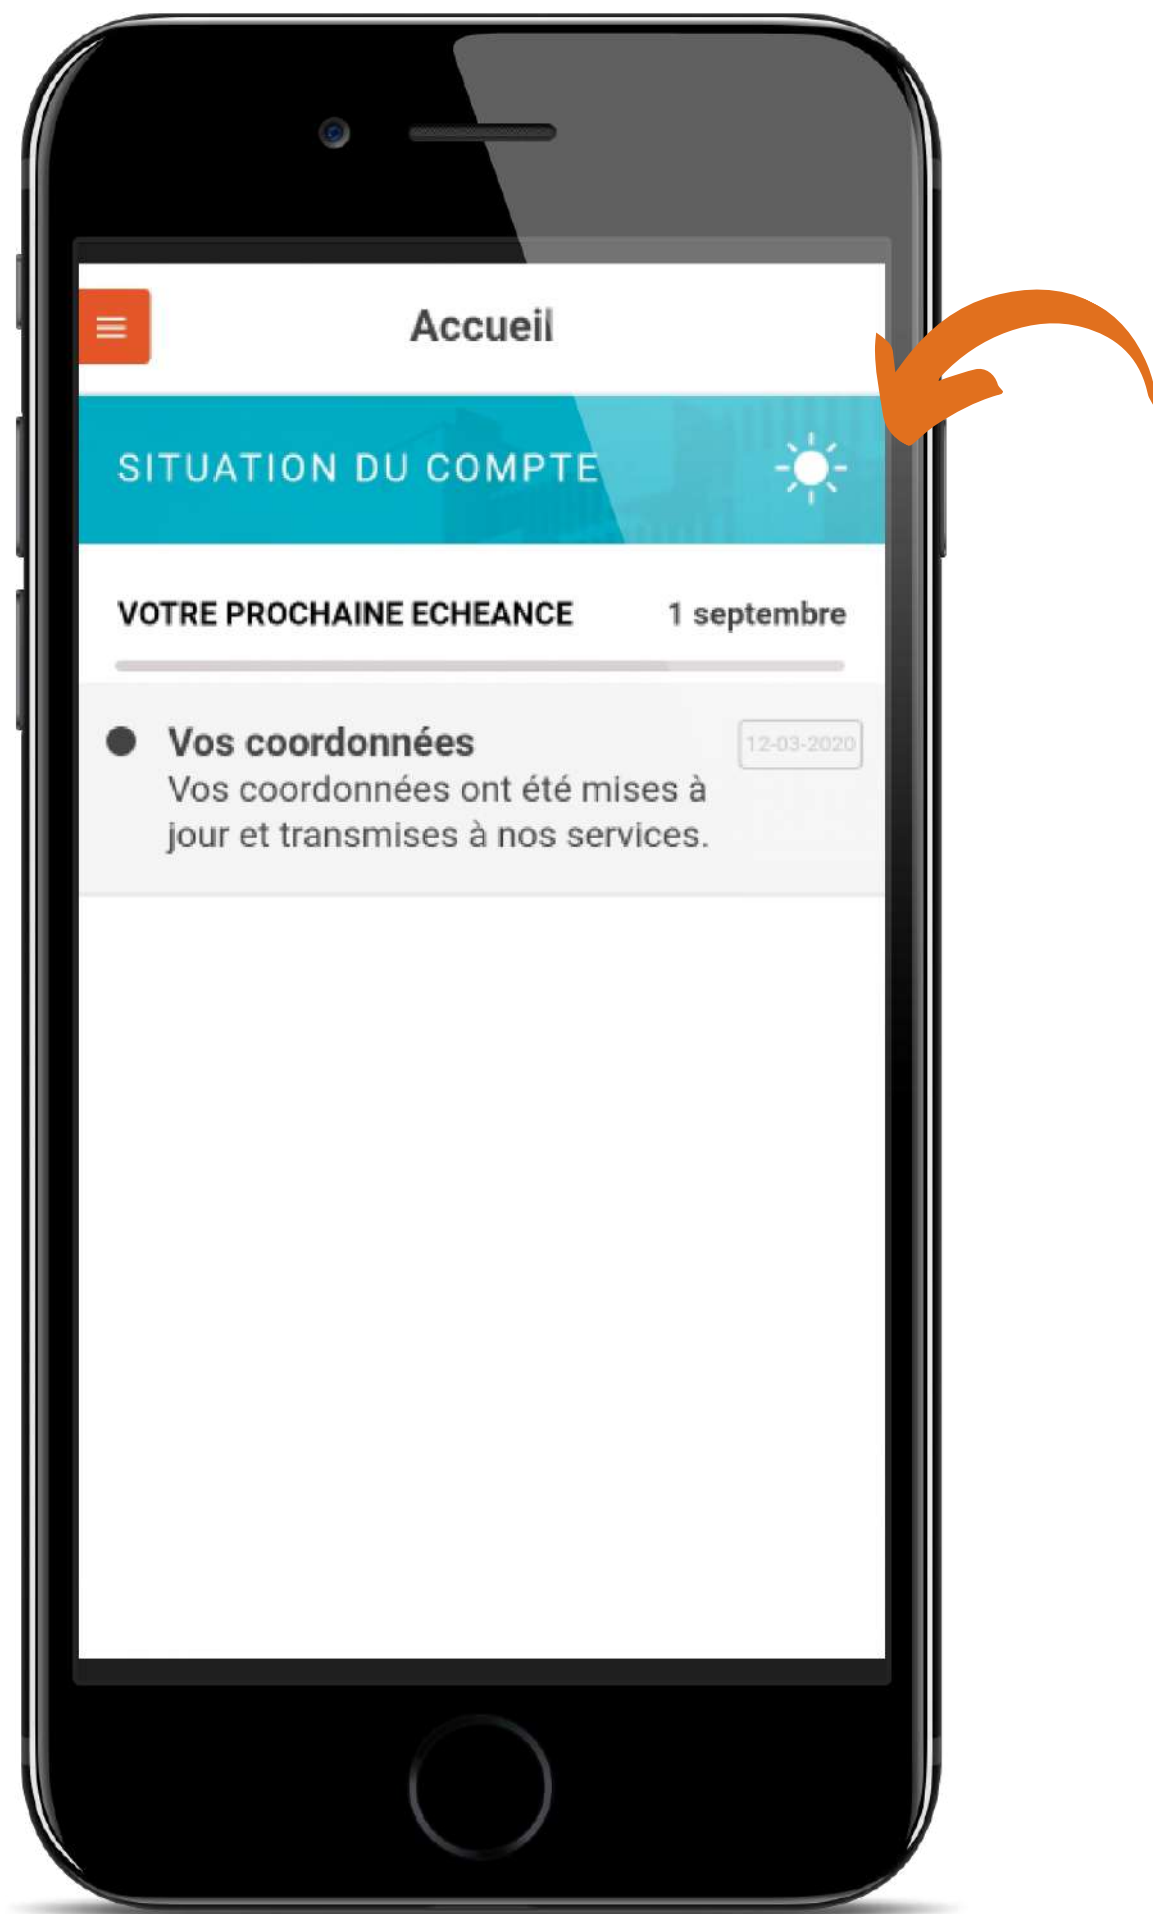 Accueil
SITUATION DU COMPTE
VOTRE PROCHAINE ECHEANCE 1 septembre
Vos coordonnées 12-03-2020
Vos coordonnées ont été mises à
jour et transmises à nos services.